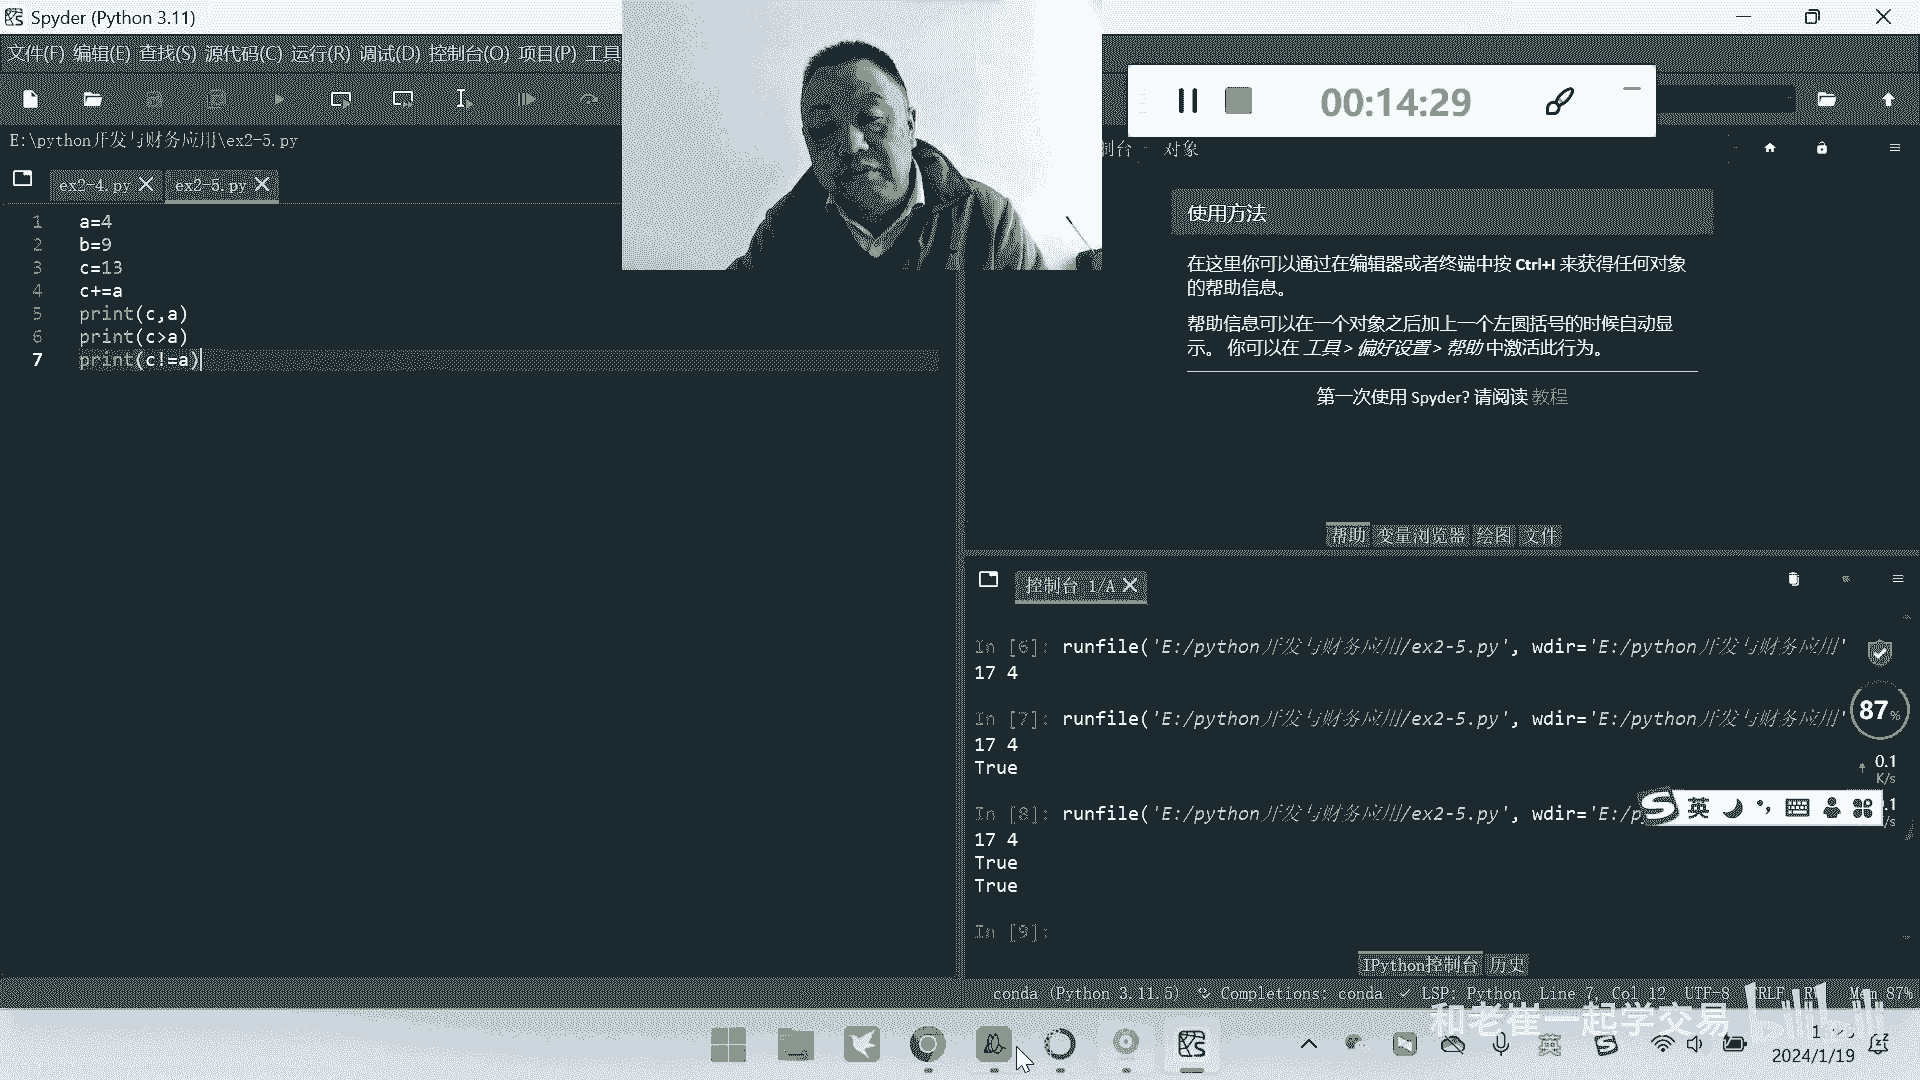 Spyder (Python 3.11)
文件(F) 编辑(E) 查找(S) 源代码(C) 运行(R) 调试(D) 控制台(O) 项目(P) 工具
00:14:29
E:\python开发与财务应用\ex2-5.py
制台 对象
ex2-4.py
ex2-5.py
1 a=4
2 b=9
3 c=13
4 c+=a
5 print(c,a)
6 print(c>a)
7 print(c!=a)
使用方法
在这里你可以通过在编辑器或者终端中按 Ctrl+I 来获得任何对象
的帮助信息。
帮助信息可以在一个对象之后加上一个左圆括号的时候自动显
示。 你可以在 工具 > 偏好设置 > 帮助 中激活此行为。
第一次使用 Spyder? 请阅读 教程
帮助 变量浏览器 绘图 文件
控制台 1/A
In [6]: runfile('E:/python开发与财务应用/ex2-5.py', wdir='E:/python开发与财务应用'
17 4
In [7]: runfile('E:/python开发与财务应用/ex2-5.py', wdir='E:/python开发与财务应用'
17 4
True
In [8]: runfile('E:/python开发与财务应用/ex2-5.py', wdir='E:/p
17 4
True
True
In [9]:
87%
0.1
K/s
英
IPython控制台 历史
conda (Python 3.11.5) Completions: conda LSP: Python Line 7, Col 12 UTF-8 Mem 87%
和老崔一起学交易
英
2024/1/19